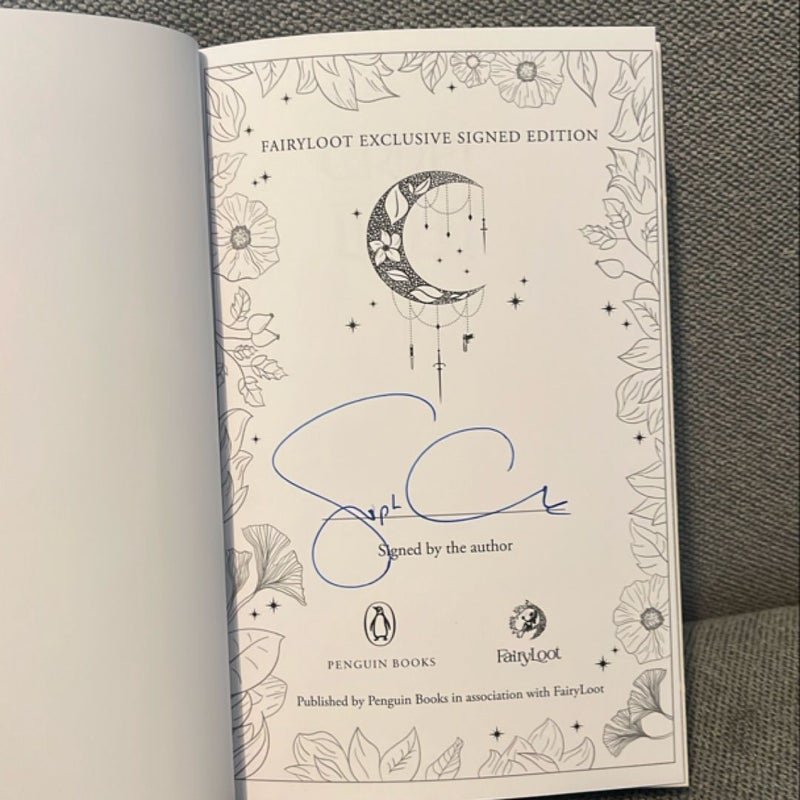 FAIRYLOOT EXCLUSIVE SIGNED EDITION
Signed by the author
PENGUIN BOOKS
FairyLoot
Published by Penguin Books in association with FairyLoot